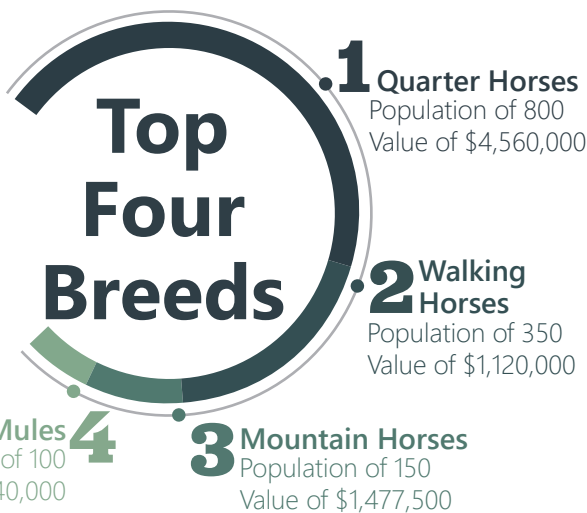 Top
Four
Breeds
1 Quarter Horses
Population of 800
Value of $4,560,000
2 Walking
Horses
Population of 350
Value of $1,120,000
3 Mountain Horses
Population of 150
Value of $1,477,500
Mules 4
of 100
40,000